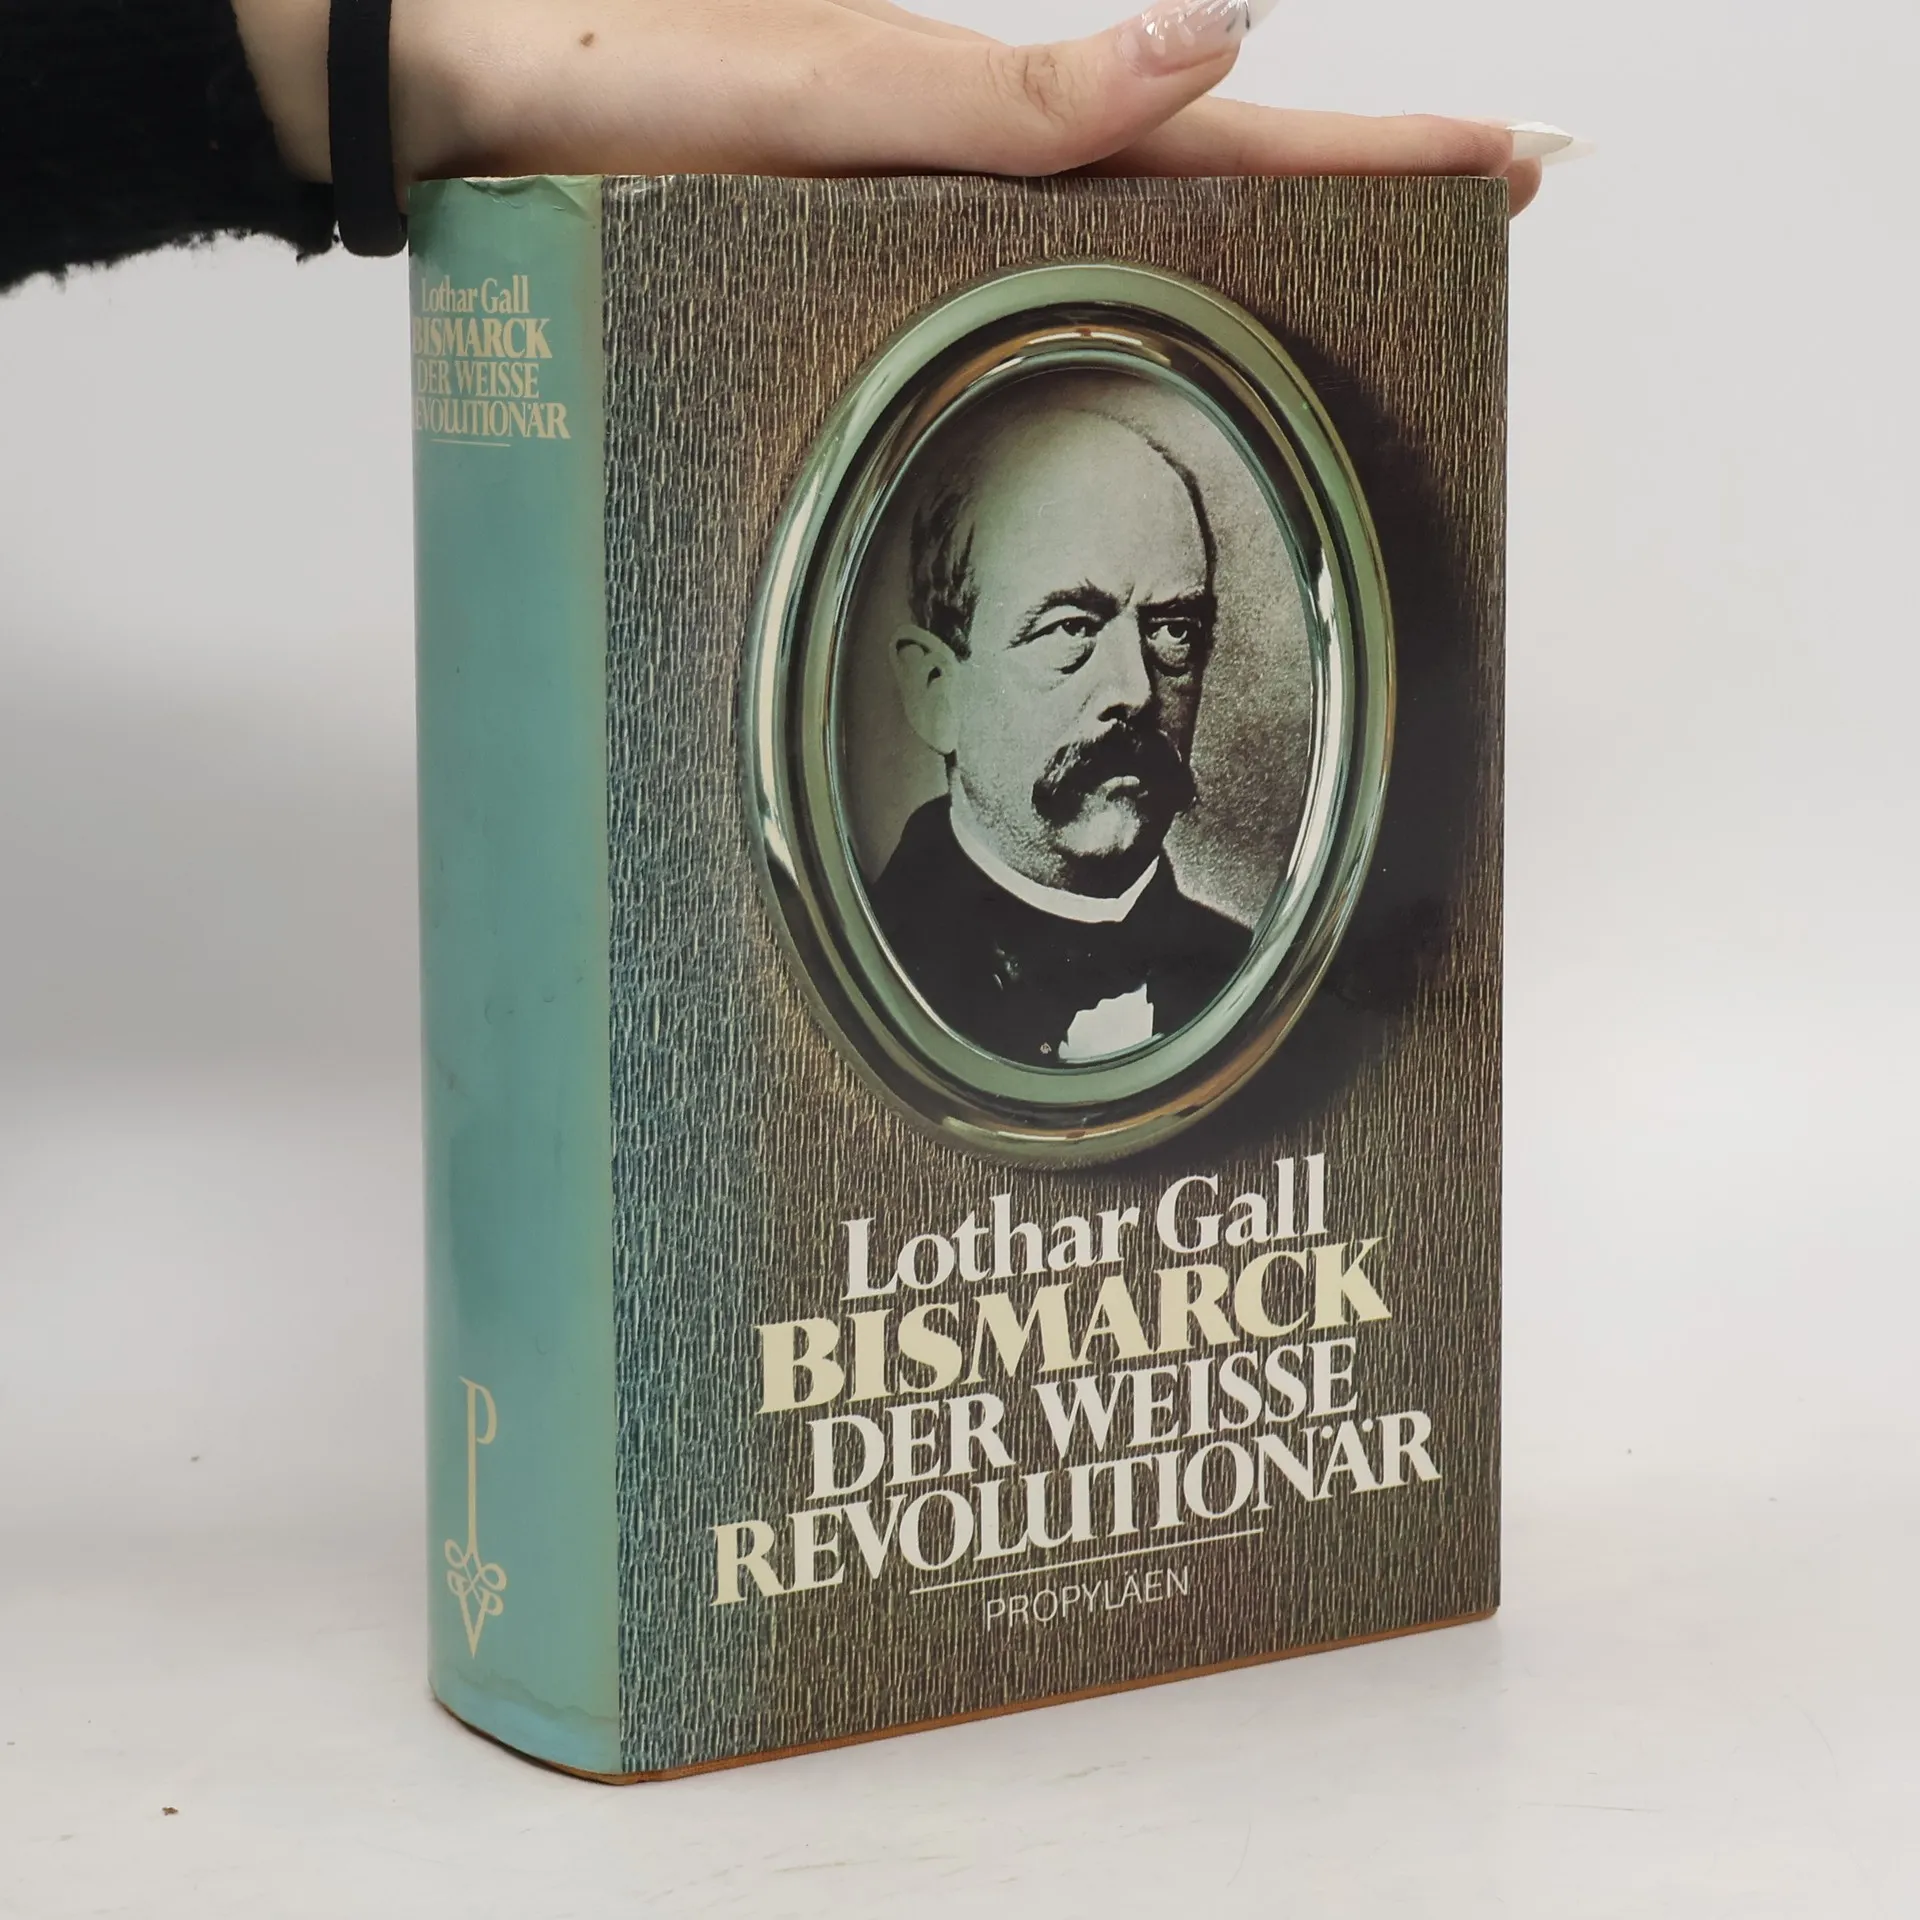 Lothar Gall
BISMARCK
DER WEISSE
REVOLUTIONÄR
Lothar Gall
BISMARCK
DER WEISSE
REVOLUTIONÄR
PROPYLÄEN